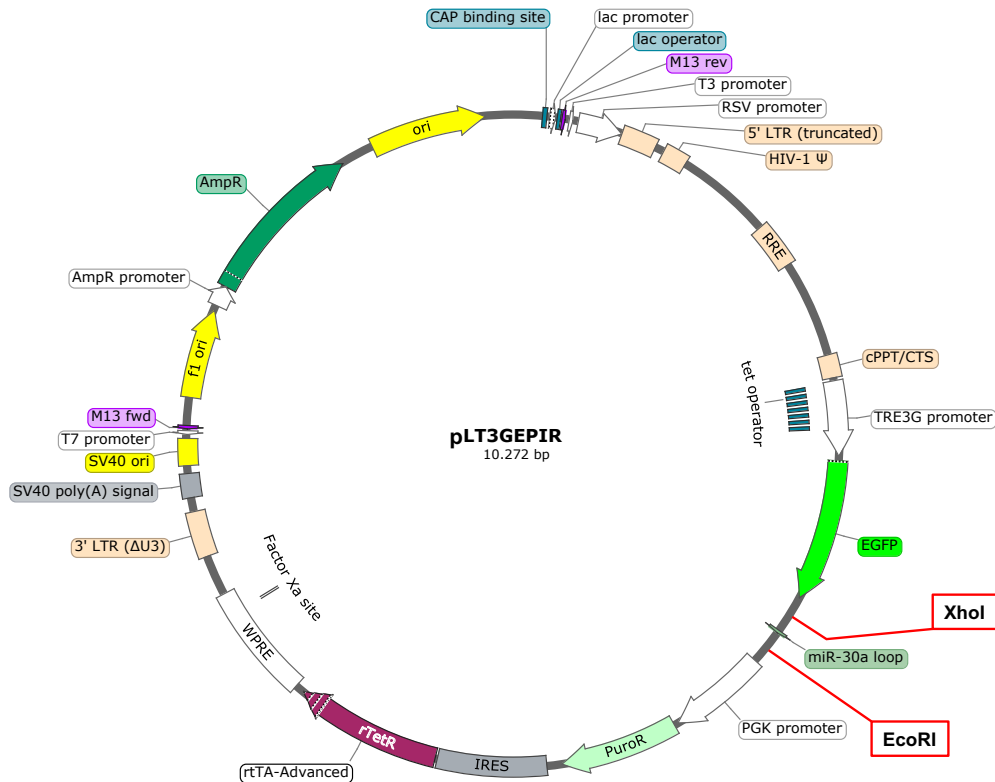 CAP binding site
lac promoter
lac operator
M13 rev
T3 promoter
RSV promoter
5' LTR (truncated)
HIV-1 Ψ
RRE
cPPT/CTS
tet operator
TRE3G promoter
EGFP
XhoI
miR-30a loop
EcoRI
PGK promoter
PuroR
IRES
rTetR
rtTA-Advanced
WPRE
Factor Xa site
3' LTR (ΔU3)
SV40 poly(A) signal
SV40 ori
T7 promoter
M13 fwd
f1 ori
AmpR promoter
AmpR
ori
pLT3GEPIR
10.272 bp